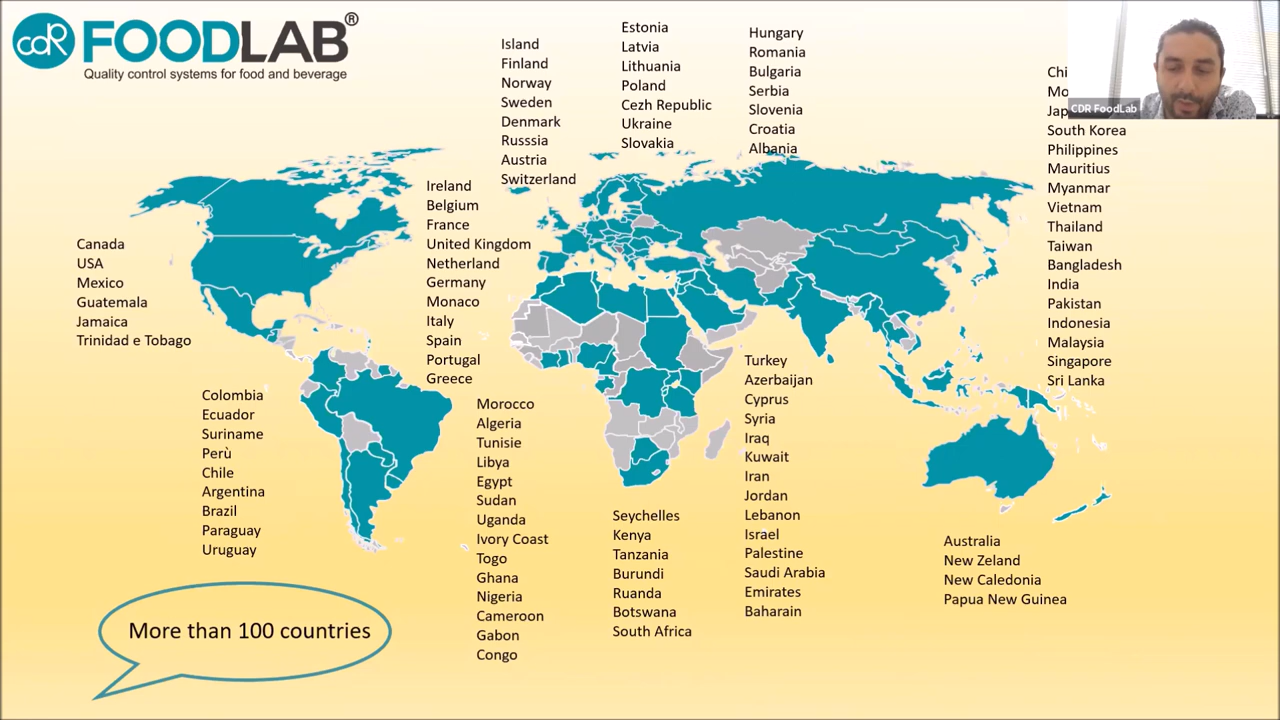 cdR FOODLAB®
Quality control systems for food and beverage
Island
Finland
Norway
Sweden
Denmark
Russsia
Austria
Switzerland
Estonia
Latvia
Lithuania
Poland
Cezh Republic
Ukraine
Slovakia
Hungary
Romania
Bulgaria
Serbia
Slovenia
Croatia
Albania
CDR FoodLab
Chi
Mo
Jap
South Korea
Philippines
Mauritius
Myanmar
Vietnam
Thailand
Taiwan
Bangladesh
India
Pakistan
Indonesia
Malaysia
Singapore
Sri Lanka
Ireland
Belgium
France
United Kingdom
Netherland
Germany
Monaco
Italy
Spain
Portugal
Greece
Canada
USA
Mexico
Guatemala
Jamaica
Trinidad e Tobago
Colombia
Ecuador
Suriname
Perù
Chile
Argentina
Brazil
Paraguay
Uruguay
Morocco
Algeria
Tunisie
Libya
Egypt
Sudan
Uganda
Ivory Coast
Togo
Ghana
Nigeria
Cameroon
Gabon
Congo
Seychelles
Kenya
Tanzania
Burundi
Ruanda
Botswana
South Africa
Turkey
Azerbaijan
Cyprus
Syria
Iraq
Kuwait
Iran
Jordan
Lebanon
Israel
Palestine
Saudi Arabia
Emirates
Baharain
Australia
New Zeland
New Caledonia
Papua New Guinea
More than 100 countries